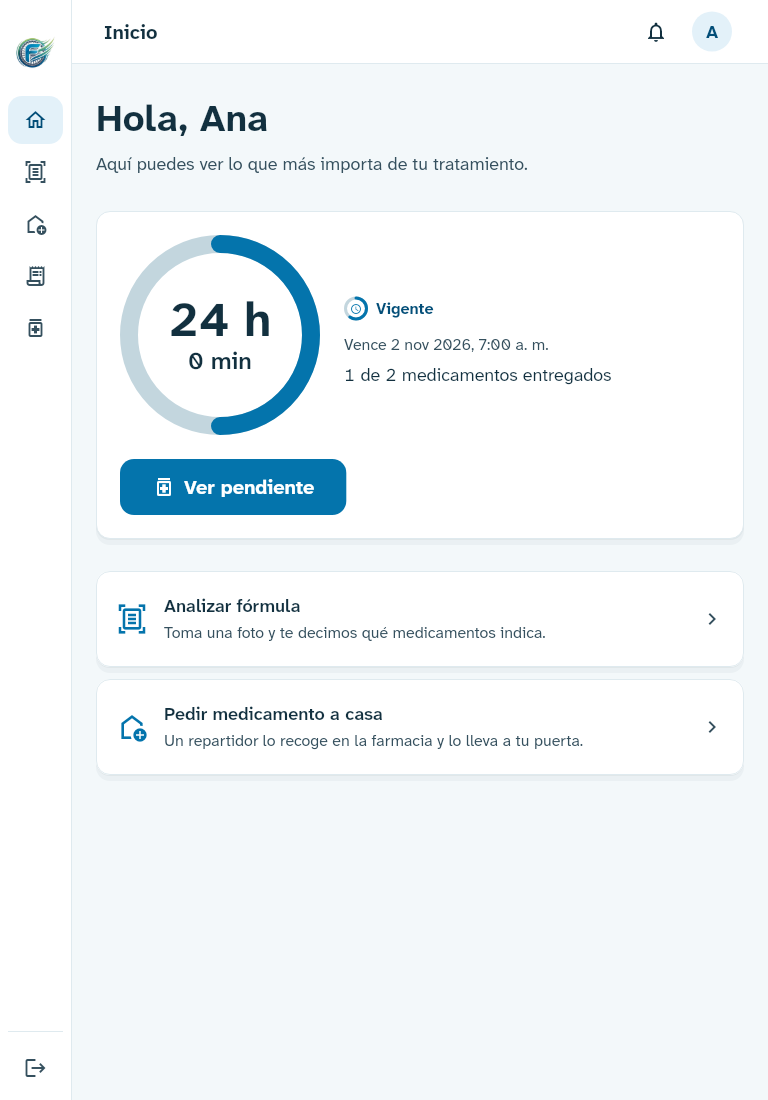 Inicio
A
Hola, Ana
Aquí puedes ver lo que más importa de tu tratamiento.
24 h
0 min
Vigente
Vence 2 nov 2026, 7:00 a. m.
1 de 2 medicamentos entregados
Ver pendiente
Analizar fórmula
Toma una foto y te decimos qué medicamentos indica.
Pedir medicamento a casa
Un repartidor lo recoge en la farmacia y lo lleva a tu puerta.